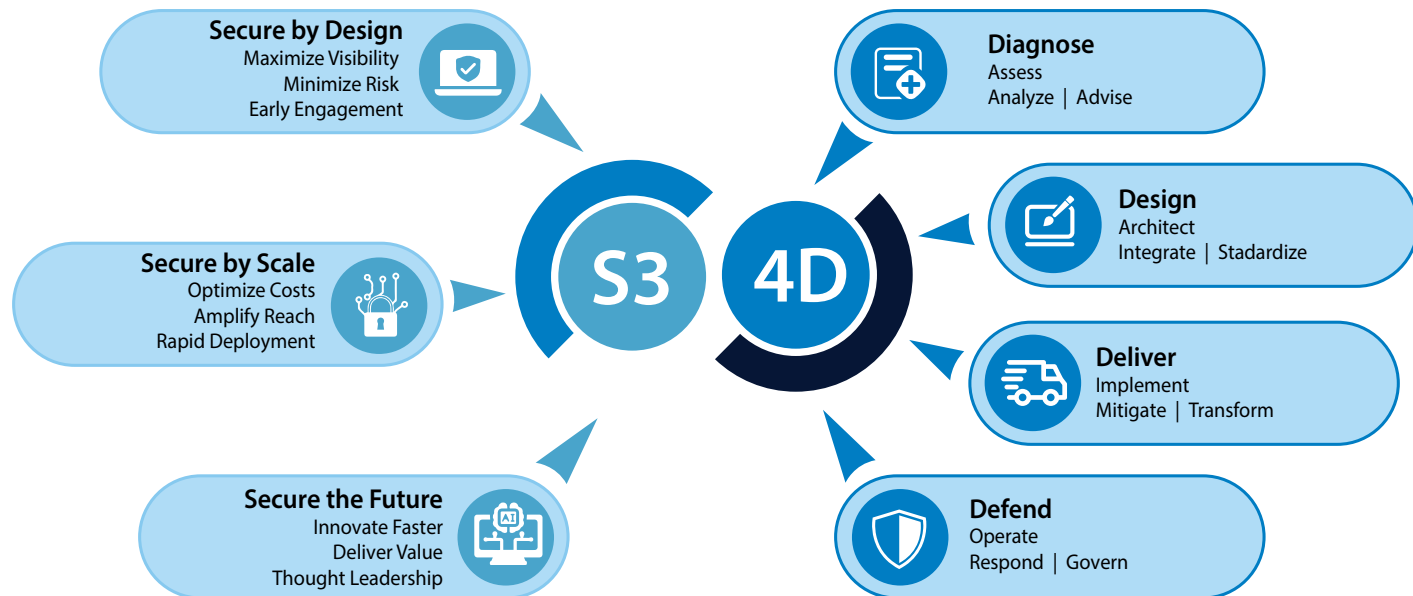 Secure by Design
Maximize Visibility
Minimize Risk
Early Engagement
Secure by Scale
Optimize Costs
Amplify Reach
Rapid Deployment
Secure the Future
Innovate Faster
Deliver Value
Thought Leadership
AI
S3
4D
Diagnose
Assess
Analyze | Advise
Design
Architect
Integrate | Stadardize
Deliver
Implement
Mitigate | Transform
Defend
Operate
Respond | Govern